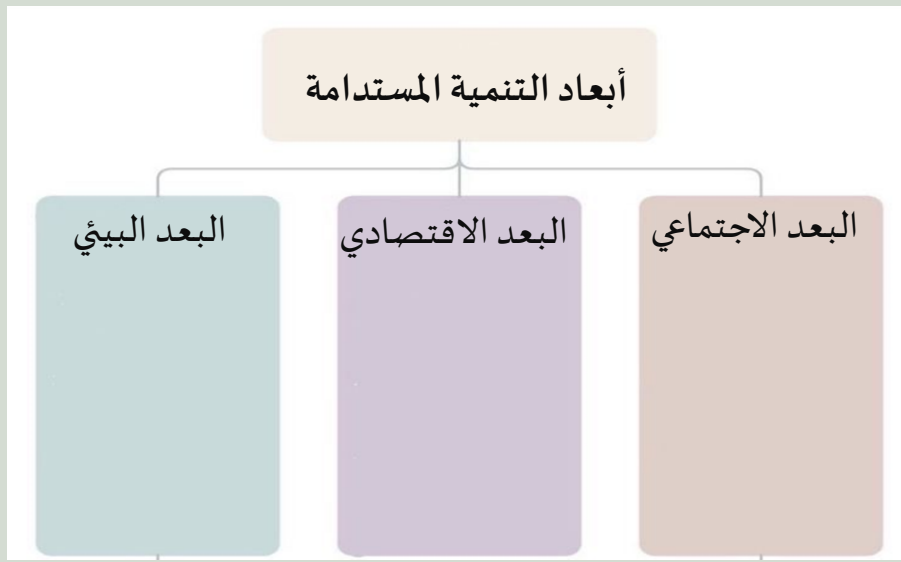 أبعاد التنمية المستدامة
البعد الاجتماعي
البعد الاقتصادي
البعد البيئي